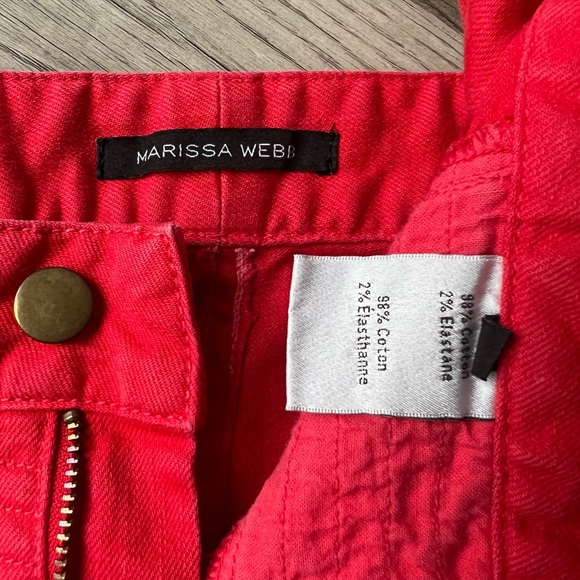 MARISSA WEBB
98% Cotton
2% Elastane
98% Coton
2% Élasthanne